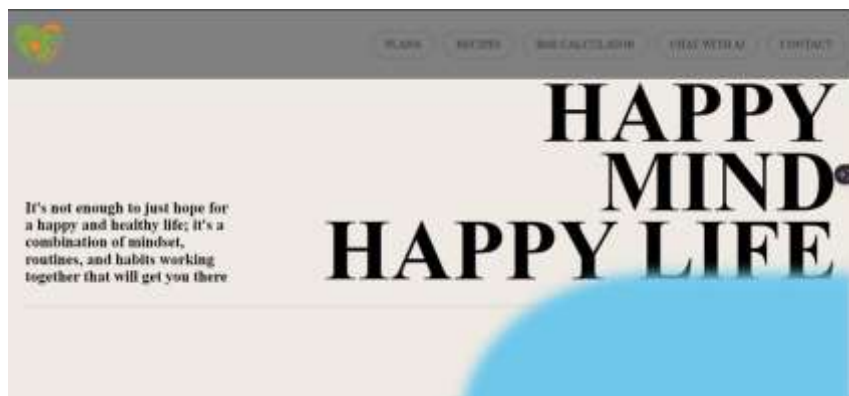 PLANS
RECIPES
BMI CALCULATOR
CHAT WITH AI
CONTACT
HAPPY
MIND
HAPPY LIFE
It's not enough to just hope for
a happy and healthy life; it's a
combination of mindset,
routines, and habits working
together that will get you there